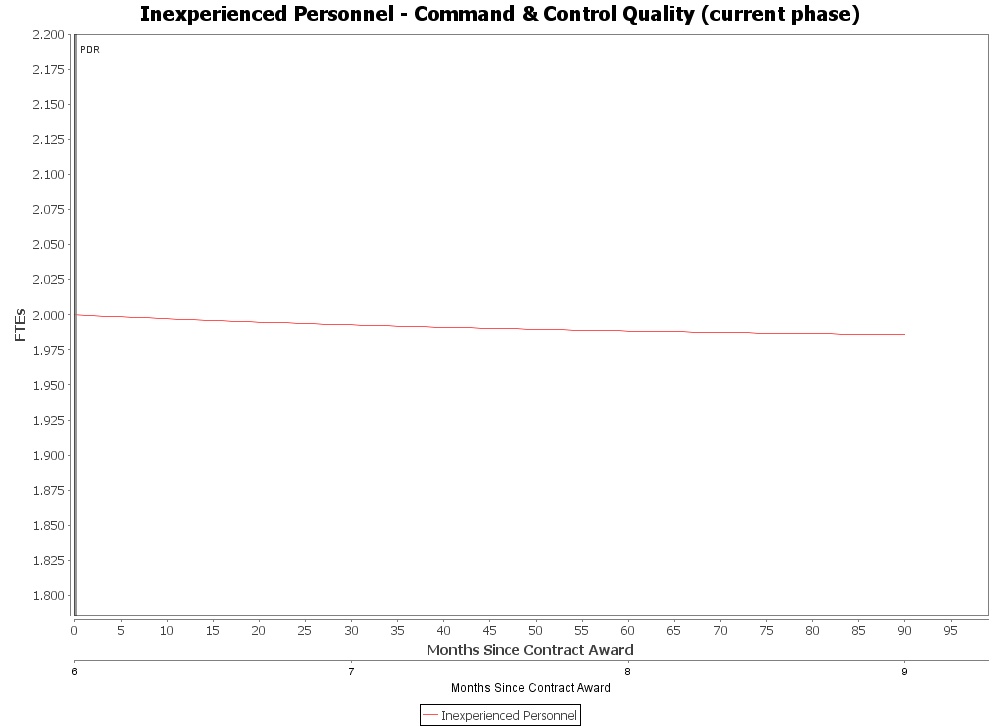 Inexperienced Personnel - Command & Control Quality (current phase)
2.200
PDR
2.175
2.150
2.125
2.100
2.075
2.050
2.025
2.000
FTEs
1.975
1.950
1.925
1.900
1.875
1.850
1.825
1.800
0 5 10 15 20 25 30 35 40 45 50 55 60 65 70 75 80 85 90 95
Months Since Contract Award
6 7 8 9
Months Since Contract Award
Inexperienced Personnel